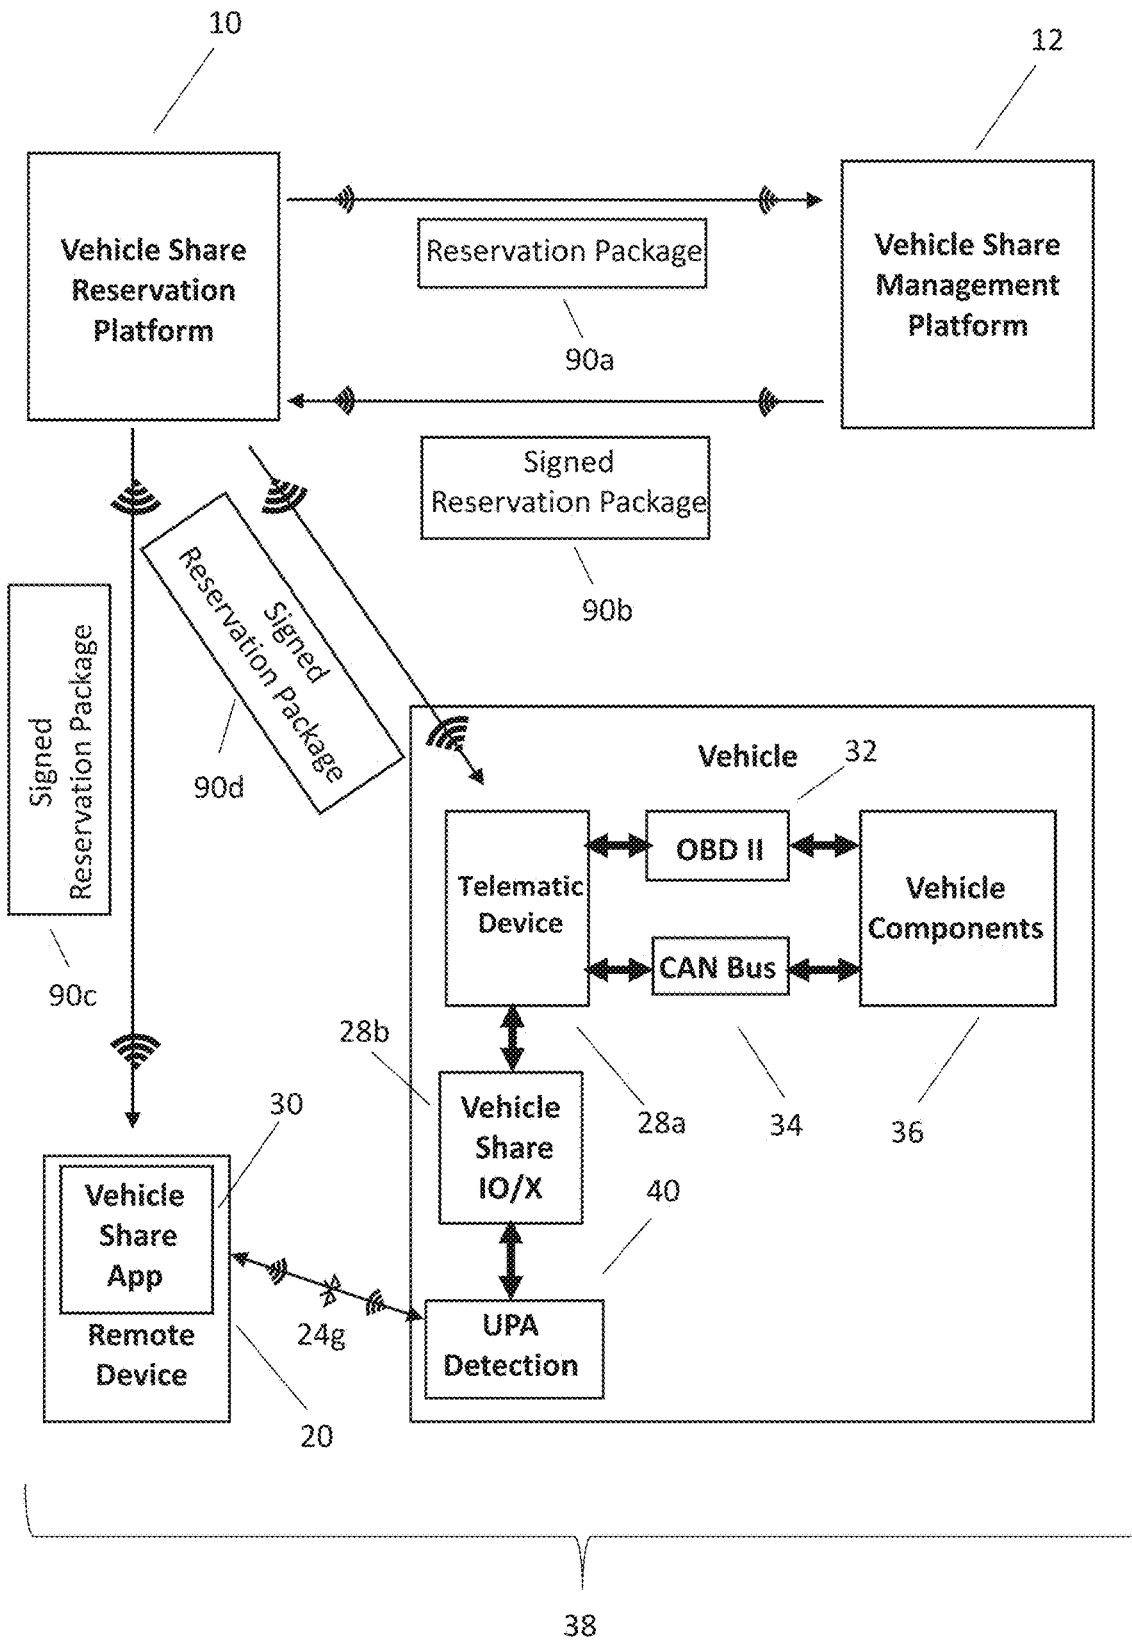 10
12
Vehicle Share
Reservation
Platform
Reservation Package
90a
Vehicle Share
Management
Platform
Signed
Reservation Package
90b
Signed
Reservation Package
90c
Signed
Reservation Package
90d
Vehicle
32
OBD II
Telematic
Device
CAN Bus
Vehicle
Components
28b
28a
34
36
Vehicle
Share
IO/X
30
40
Vehicle
Share
App
Remote
Device
24g
UPA
Detection
20
38